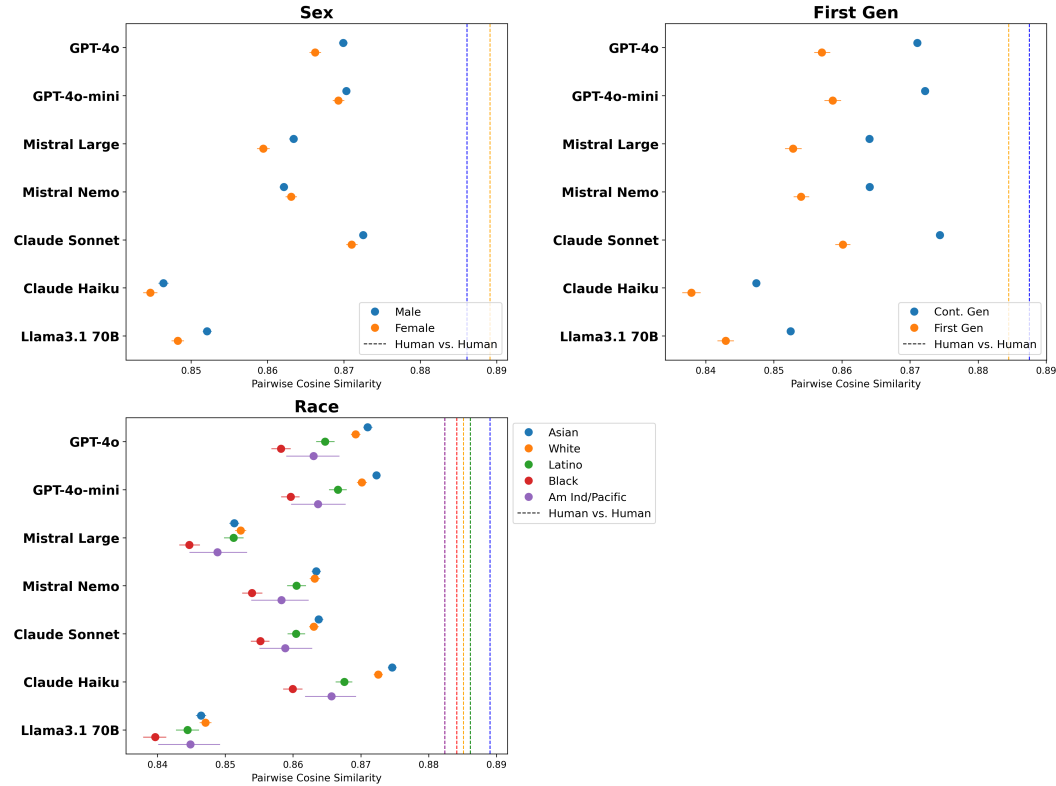 Sex
GPT-4o
GPT-4o-mini
Mistral Large
Mistral Nemo
Claude Sonnet
Claude Haiku
Llama3.1 70B
Male
Female
Human vs. Human
0.85 0.86 0.87 0.88 0.89
Pairwise Cosine Similarity
First Gen
GPT-4o
GPT-4o-mini
Mistral Large
Mistral Nemo
Claude Sonnet
Claude Haiku
Llama3.1 70B
Cont. Gen
First Gen
Human vs. Human
0.84 0.85 0.86 0.87 0.88 0.89
Pairwise Cosine Similarity
Race
GPT-4o
GPT-4o-mini
Mistral Large
Mistral Nemo
Claude Sonnet
Claude Haiku
Llama3.1 70B
0.84 0.85 0.86 0.87 0.88 0.89
Pairwise Cosine Similarity
Asian
White
Latino
Black
Am Ind/Pacific
Human vs. Human